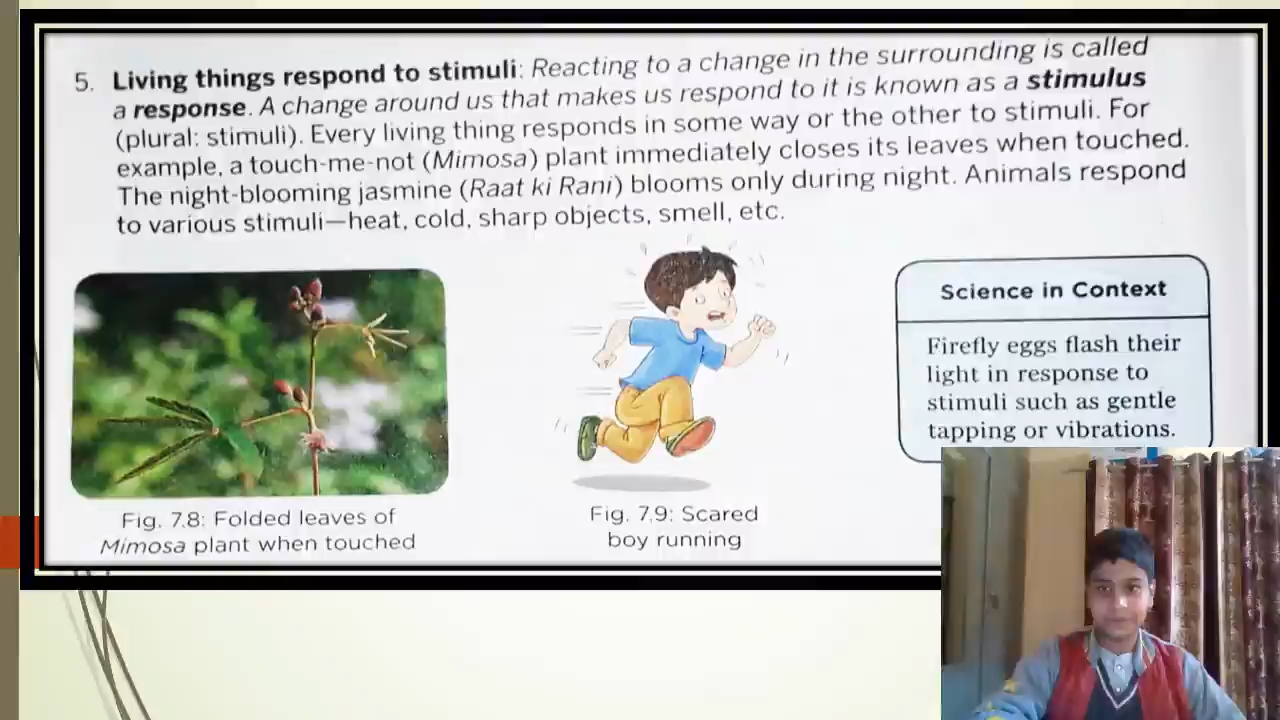 5. Living things respond to stimuli: Reacting to a change in the surrounding is called
a response. A change around us that makes us respond to it is known as a stimulus
(plural: stimuli). Every living thing responds in some way or the other to stimuli. For
example, a touch-me-not (Mimosa) plant immediately closes its leaves when touched.
The night-blooming jasmine (Raat ki Rani) blooms only during night. Animals respond
to various stimuli—heat, cold, sharp objects, smell, etc.
Fig. 7.8: Folded leaves of
Mimosa plant when touched
Fig. 7.9: Scared
boy running
Science in Context
Firefly eggs flash their
light in response to
stimuli such as gentle
tapping or vibrations.